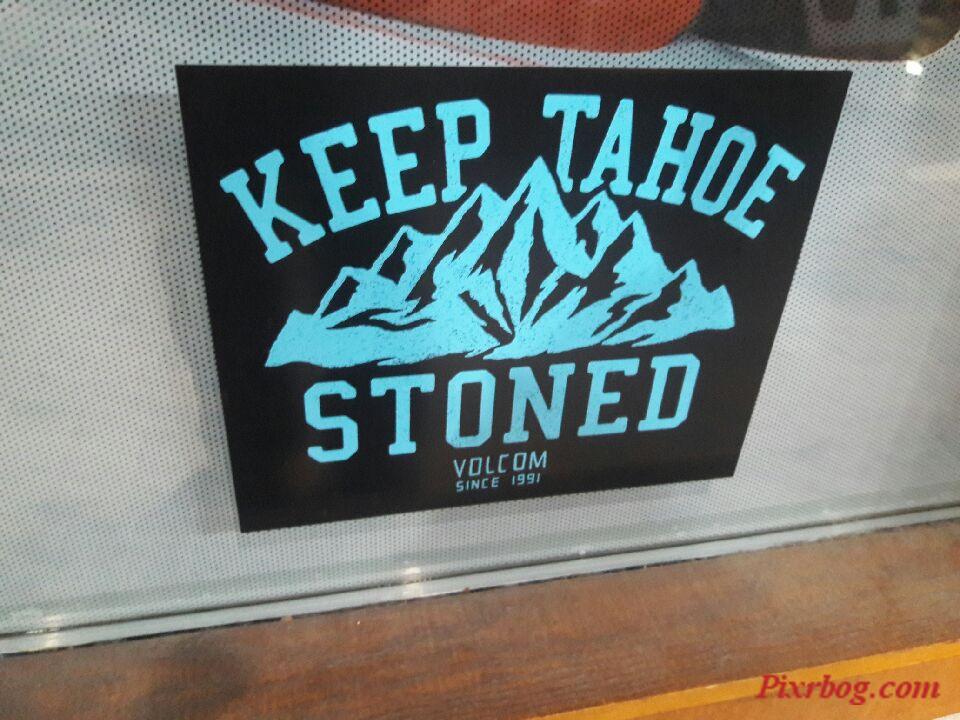 KEEP TAHOE
STONED
VOLCOM
SINCE 1991
Pixrbog.com